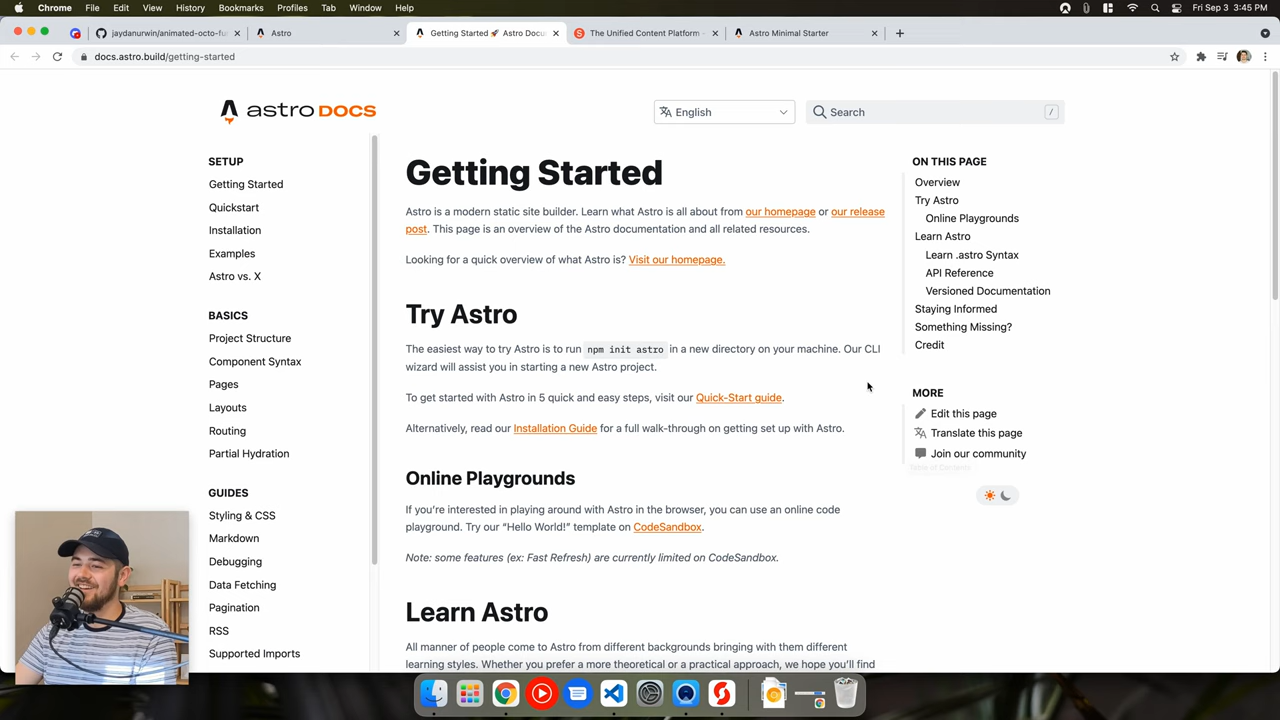 Chrome File Edit View History Bookmarks Profiles Tab Window Help Fri Sep 3 3:45 PM
jaydanurwin/animated-octo-fu
Astro
Getting Started 🚀 Astro Docu
The Unified Content Platform -
Astro Minimal Starter
docs.astro.build/getting-started
astro DOCS
English
Search
/
SETUP
Getting Started
Quickstart
Installation
Examples
Astro vs. X
BASICS
Project Structure
Component Syntax
Pages
Layouts
Routing
Partial Hydration
GUIDES
Styling & CSS
Markdown
Debugging
Data Fetching
Pagination
RSS
Supported Imports
Getting Started
Astro is a modern static site builder. Learn what Astro is all about from our homepage or our release
post. This page is an overview of the Astro documentation and all related resources.
Looking for a quick overview of what Astro is? Visit our homepage.
Try Astro
The easiest way to try Astro is to run npm init astro in a new directory on your machine. Our CLI
wizard will assist you in starting a new Astro project.
To get started with Astro in 5 quick and easy steps, visit our Quick-Start guide.
Alternatively, read our Installation Guide for a full walk-through on getting set up with Astro.
Online Playgrounds
If you're interested in playing around with Astro in the browser, you can use an online code
playground. Try our “Hello World!” template on CodeSandbox.
Note: some features (ex: Fast Refresh) are currently limited on CodeSandbox.
Learn Astro
All manner of people come to Astro from different backgrounds bringing with them different
learning styles. Whether you prefer a more theoretical or a practical approach, we hope you'll find
ON THIS PAGE
Overview
Try Astro
Online Playgrounds
Learn Astro
Learn .astro Syntax
API Reference
Versioned Documentation
Staying Informed
Something Missing?
Credit
MORE
Edit this page
Translate this page
Join our community
Table of Contents